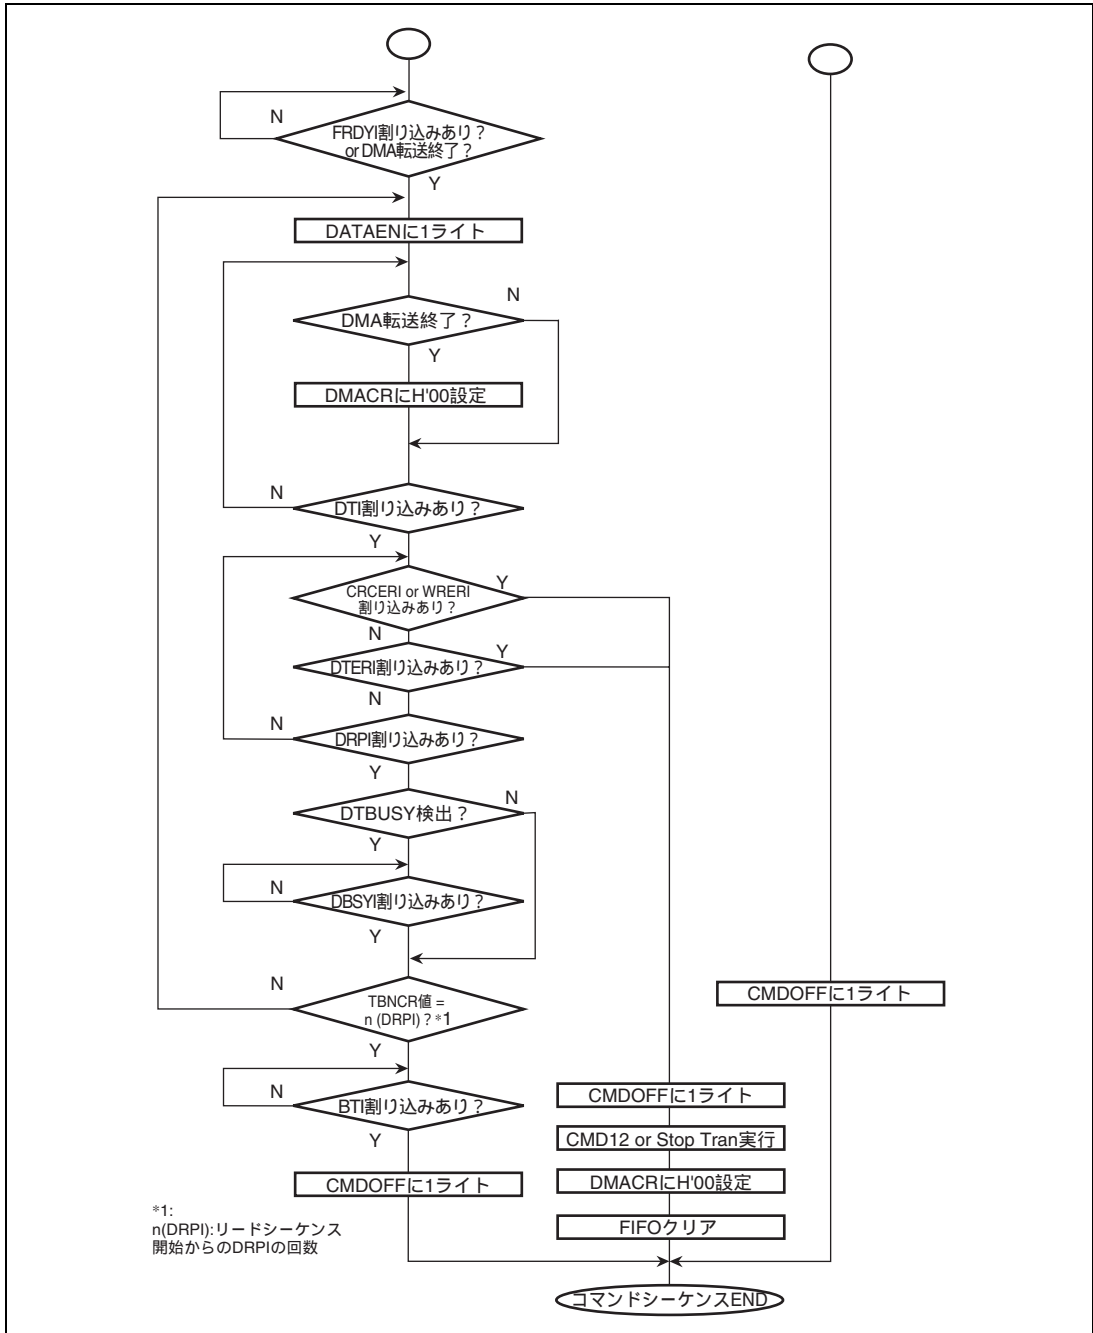 N
FRDYI割り込みあり？
or DMA転送終了？
Y
DATAENに1ライト
N
DMA転送終了？
Y
DMACRにH'00設定
N
DTI割り込みあり？
Y
CRCERI or WRERI
割り込みあり？
Y
N
DTERI割り込みあり？
Y
N
N
DRPI割り込みあり？
Y
DTBUSY検出？
N
Y
N
DBSYI割り込みあり？
Y
N
TBNCR値 =
n (DRPI)？*1
Y
N
BTI割り込みあり？
Y
CMDOFFに1ライト
*1:
n(DRPI):リードシーケンス
開始からのDRPIの回数
CMDOFFに1ライト
CMD12 or Stop Tran実行
DMACRにH'00設定
FIFOクリア
CMDOFFに1ライト
コマンドシーケンスEND